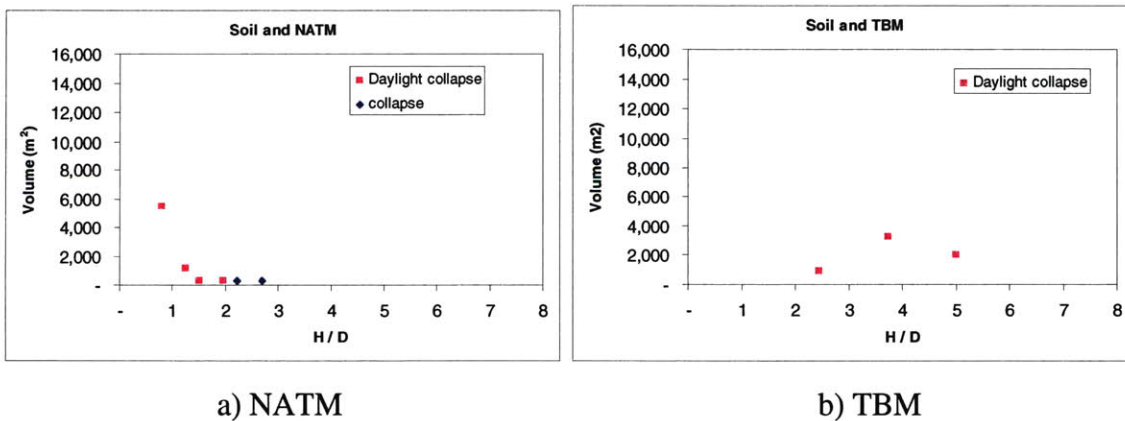 Soil and NATM
16,000
14,000
12,000
10,000
8,000
6,000
4,000
2,000
-
Volume (m²)
Daylight collapse
collapse
- 1 2 3 4 5 6 7 8
H / D
a) NATM
Soil and TBM
16,000
14,000
12,000
10,000
8,000
6,000
4,000
2,000
-
Volume (m2)
Daylight collapse
- 1 2 3 4 5 6 7 8
H / D
b) TBM